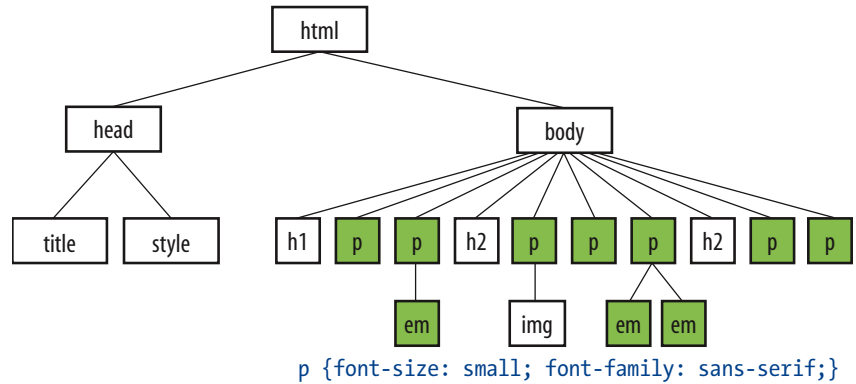 html
head body
title style h1 p p h2 p p p h2 p p
em img em em
p {font-size: small; font-family: sans-serif;}